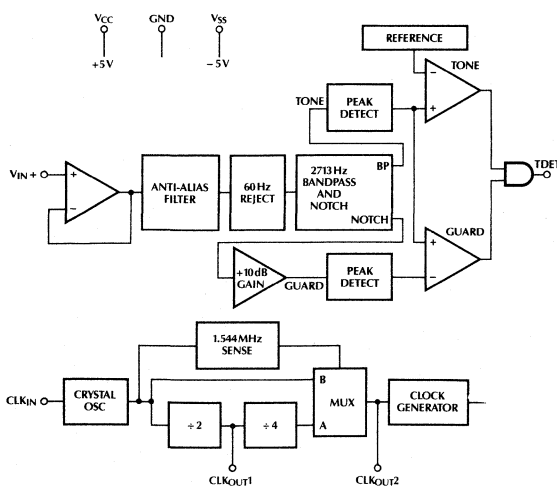 VCC
GND
VSS
+5V
−5V
REFERENCE
TONE
−
+
TONE
PEAK
DETECT
TDET
VIN +
+
−
ANTI-ALIAS
FILTER
60 Hz
REJECT
2713 Hz
BANDPASS
AND
NOTCH
BP
NOTCH
GUARD
+
−
+10 dB
GAIN
GUARD
PEAK
DETECT
1.544 MHz
SENSE
CLKIN
CRYSTAL
OSC
B
MUX
A
CLOCK
GENERATOR
÷2
÷4
CLKOUT1
CLKOUT2